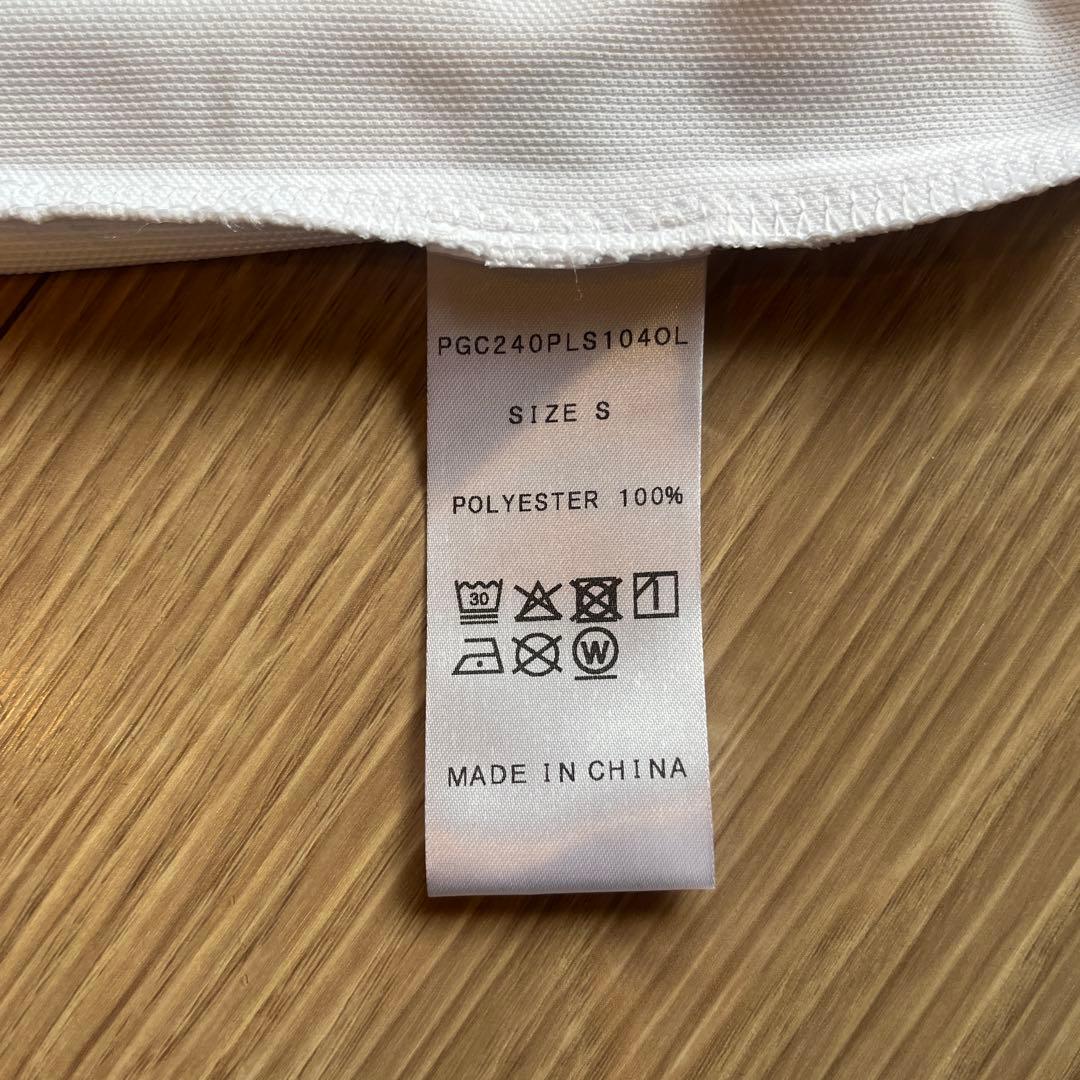 PGC240PLS104OL
SIZE S
POLYESTER 100%
30
W
MADE IN CHINA